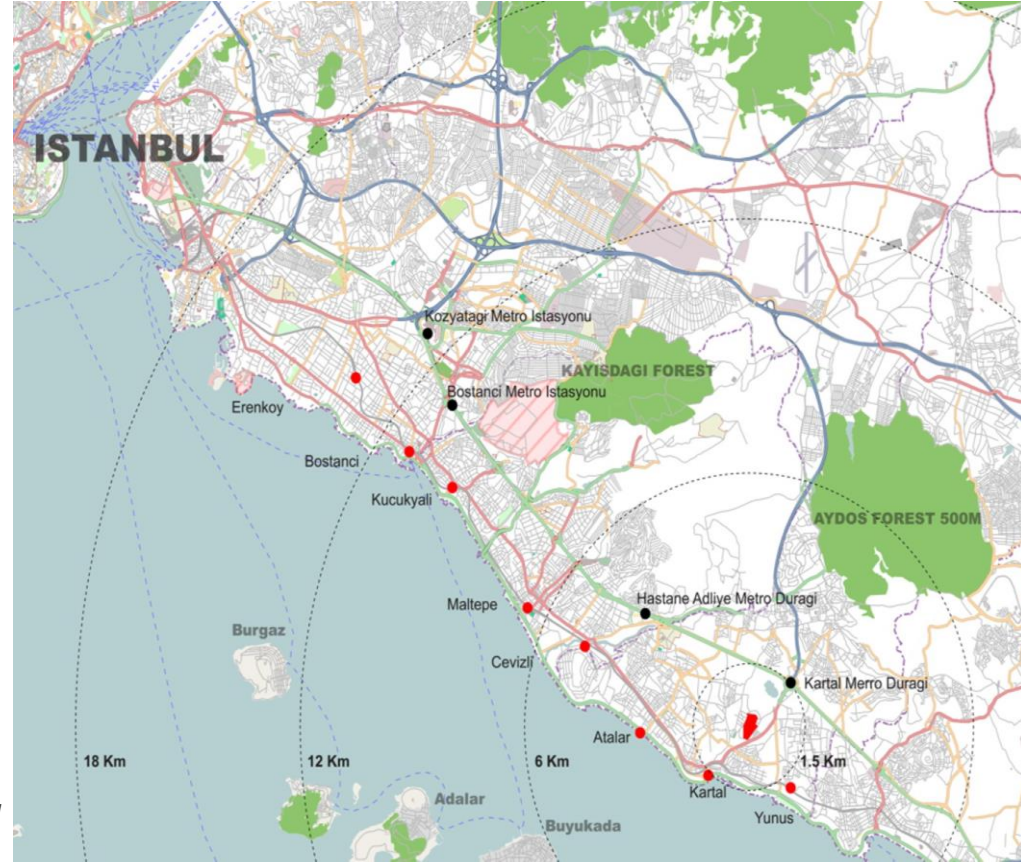 ISTANBUL
Kozyatagi Metro Istasyonu
KAYISDAGI FOREST
Bostanci Metro Istasyonu
Erenkoy
Bostanci
Kucukyali
AYDOS FOREST 500M
Hastane Adliye Metro Duragi
Maltepe
Burgaz
Cevizli
Kartal Merro Duragi
Atalar
18 Km
12 Km
6 Km
1.5 Km
Kartal
Adalar
Yunus
Buyukada